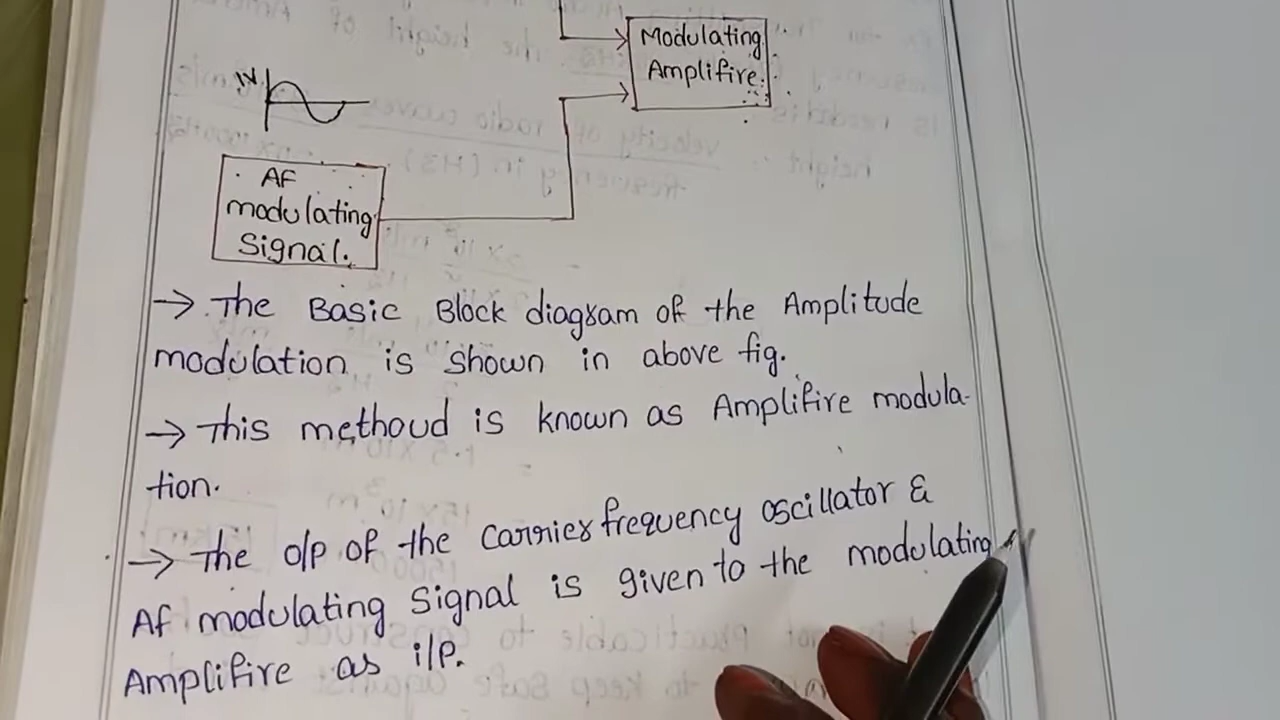 Modulating
Amplifire.
1V
AF
modulating
Signal.
→ The Basic Block diagram of the Amplitude
modulation is shown in above fig.
→ This methoud is known as Amplifire modula-
tion.
→ The o/p of the Carrier frequency oscillator &
Af modulating Signal is given to the modulating
Amplifire as i/p.